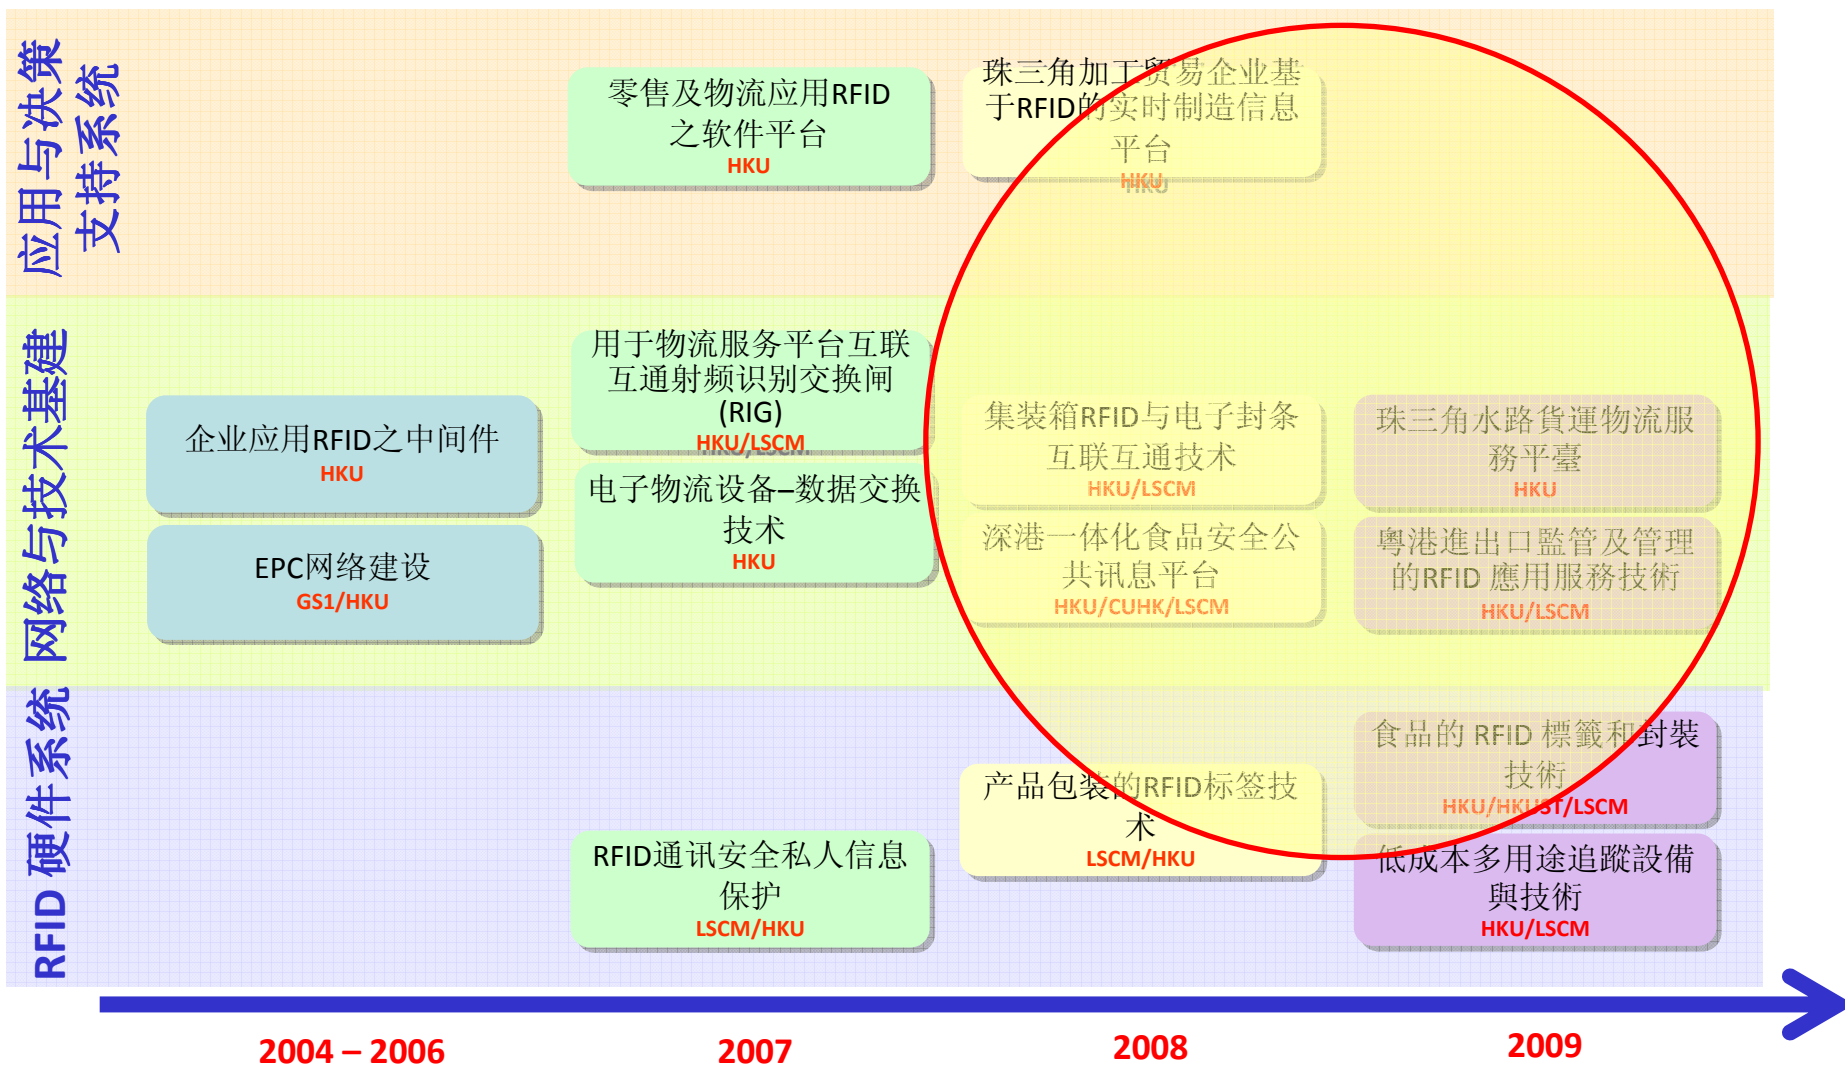 应用与决策
支持系统
零售及物流应用RFID
之软件平台
HKU
珠三角加工贸易企业基
于RFID的实时制造信息
平台
HKU
网络与技术基建
企业应用RFID之中间件
HKU
EPC网络建设
GS1/HKU
用于物流服务平台互联
互通射频识别交换闸
(RIG)
HKU/LSCM
电子物流设备–数据交换
技术
HKU
集装箱RFID与电子封条
互联互通技术
HKU/LSCM
深港一体化食品安全公
共讯息平台
HKU/CUHK/LSCM
珠三角水路貨運物流服
務平臺
HKU
粵港進出口監管及管理
的RFID 應用服務技術
HKU/LSCM
RFID 硬件系统
RFID通讯安全私人信息
保护
LSCM/HKU
产品包装的RFID标签技
术
LSCM/HKU
食品的 RFID 標籤和封裝
技術
HKU/HKUST/LSCM
低成本多用途追蹤設備
與技術
HKU/LSCM
2004 – 2006
2007
2008
2009